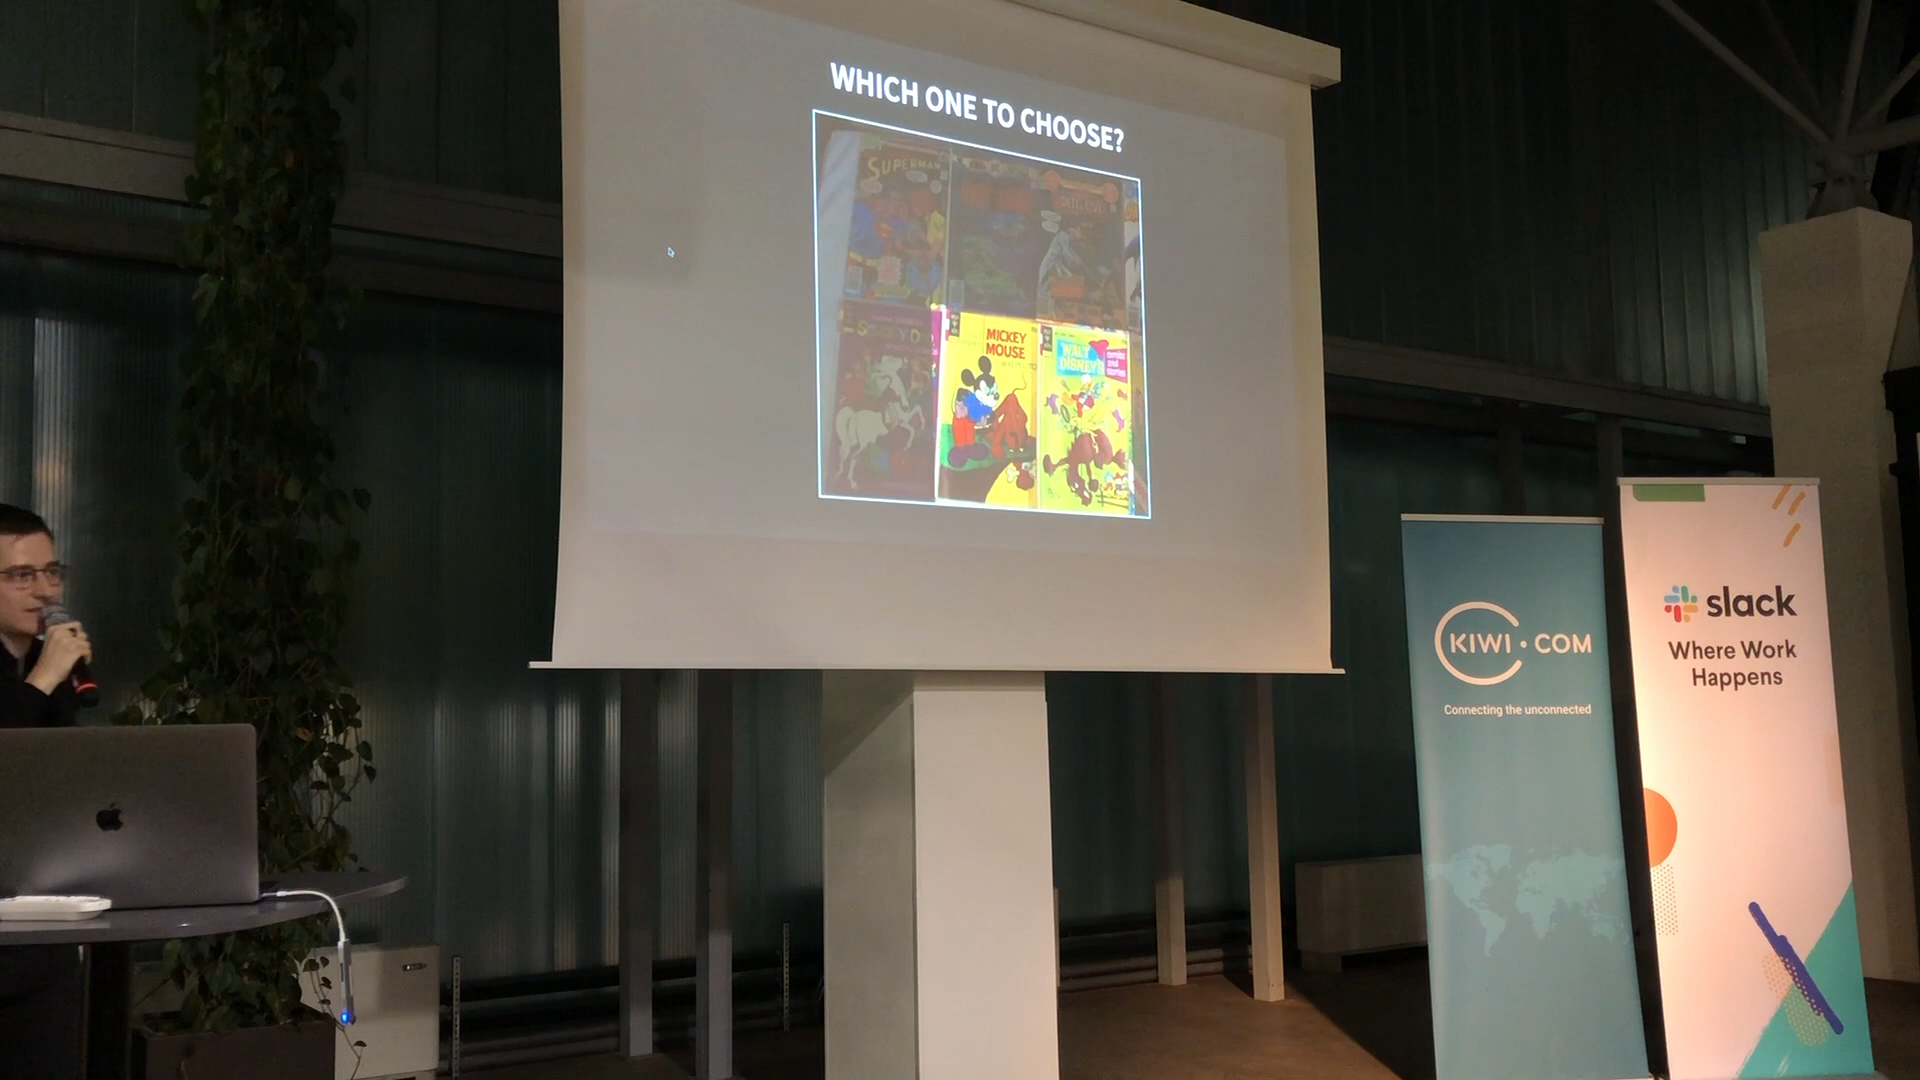 WHICH ONE TO CHOOSE?
SUPERMAN
MICKEY
MOUSE
WALT
DISNEY'S
comics
and
stories
KIWI.COM
Connecting the unconnected
slack
Where Work
Happens